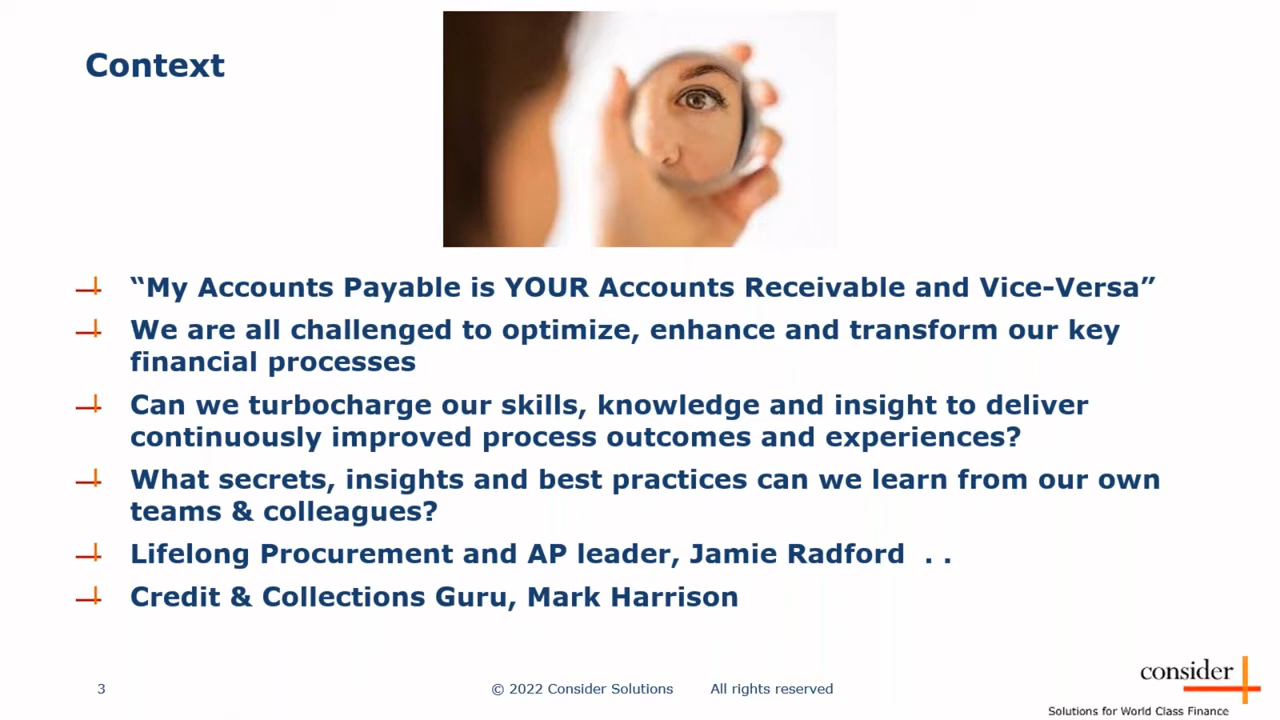 Context
“My Accounts Payable is YOUR Accounts Receivable and Vice-Versa”
We are all challenged to optimize, enhance and transform our key
financial processes
Can we turbocharge our skills, knowledge and insight to deliver
continuously improved process outcomes and experiences?
What secrets, insights and best practices can we learn from our own
teams & colleagues?
Lifelong Procurement and AP leader, Jamie Radford  . .
Credit & Collections Guru, Mark Harrison
3
© 2022 Consider Solutions All rights reserved
consider
Solutions for World Class Finance